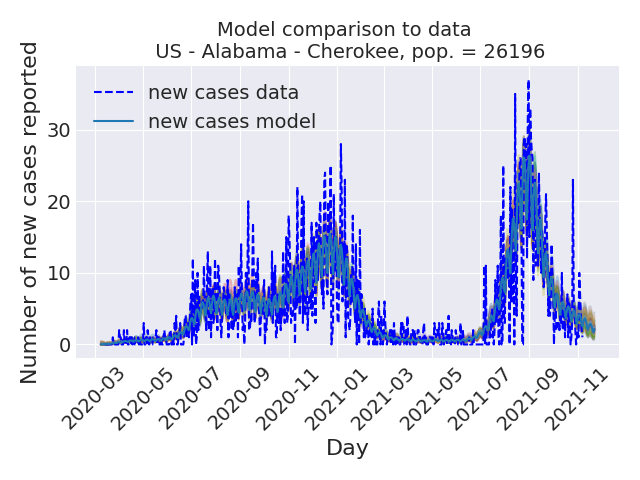 Model comparison to data
US - Alabama - Cherokee, pop. = 26196
Number of new cases reported
new cases data
new cases model
30
20
10
0
2020-03
2020-05
2020-07
2020-09
2020-11
2021-01
2021-03
2021-05
2021-07
2021-09
2021-11
Day